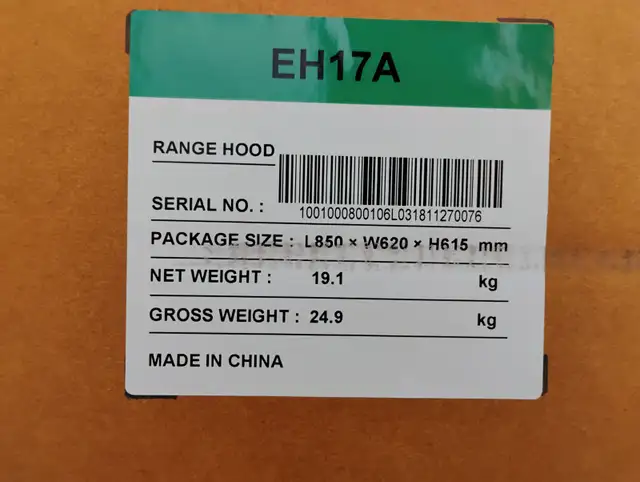 EH17A
RANGE HOOD
SERIAL NO. :
1001000800106L031811270076
PACKAGE SIZE : L850 × W620 × H615 mm
NET WEIGHT : 19.1 kg
GROSS WEIGHT : 24.9 kg
MADE IN CHINA